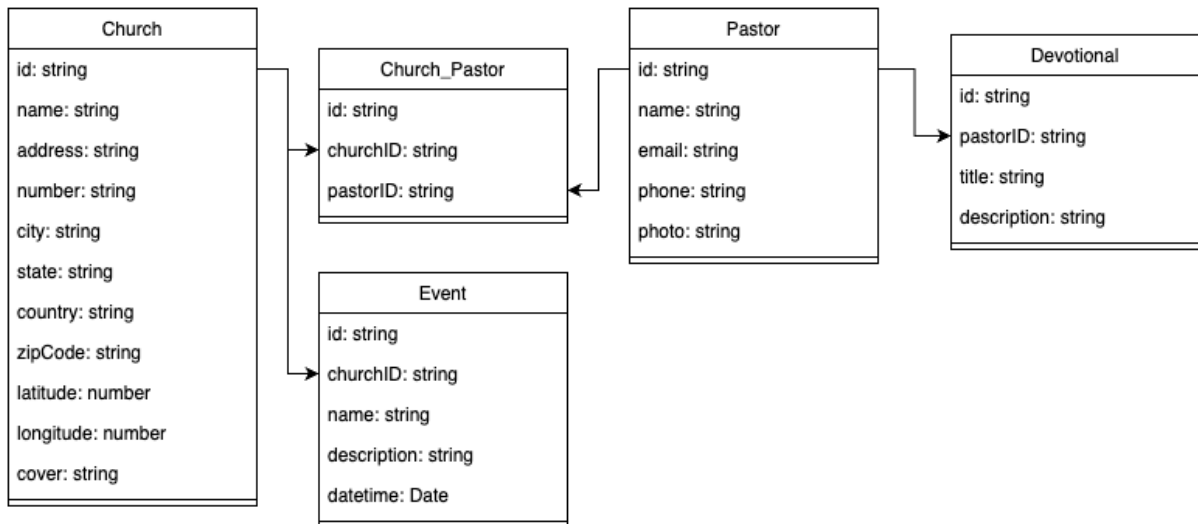 Church
id: string
name: string
address: string
number: string
city: string
state: string
country: string
zipCode: string
latitude: number
longitude: number
cover: string
Church_Pastor
id: string
churchID: string
pastorID: string
Event
id: string
churchID: string
name: string
description: string
datetime: Date
Pastor
id: string
name: string
email: string
phone: string
photo: string
Devotional
id: string
pastorID: string
title: string
description: string